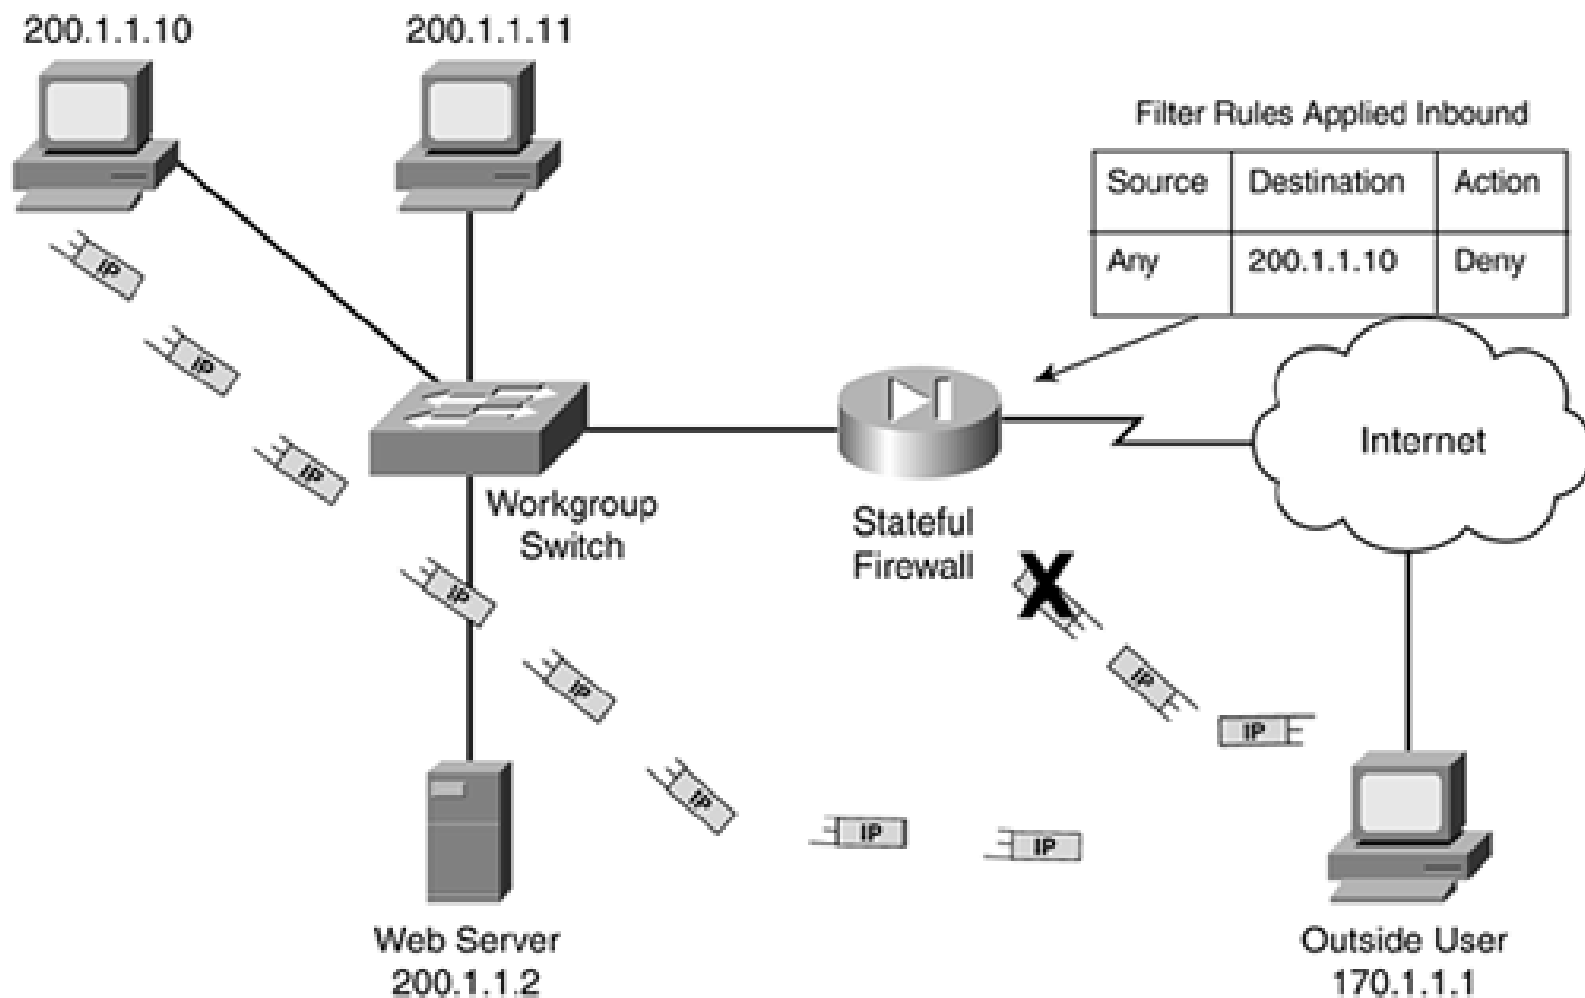 200.1.1.10
200.1.1.11
Filter Rules Applied Inbound
Source Destination Action
Any 200.1.1.10 Deny
IP
IP
IP
IP
IP
IP
IP
IP
IP
IP
Workgroup
Switch
Stateful
Firewall
X
Internet
Web Server
200.1.1.2
Outside User
170.1.1.1